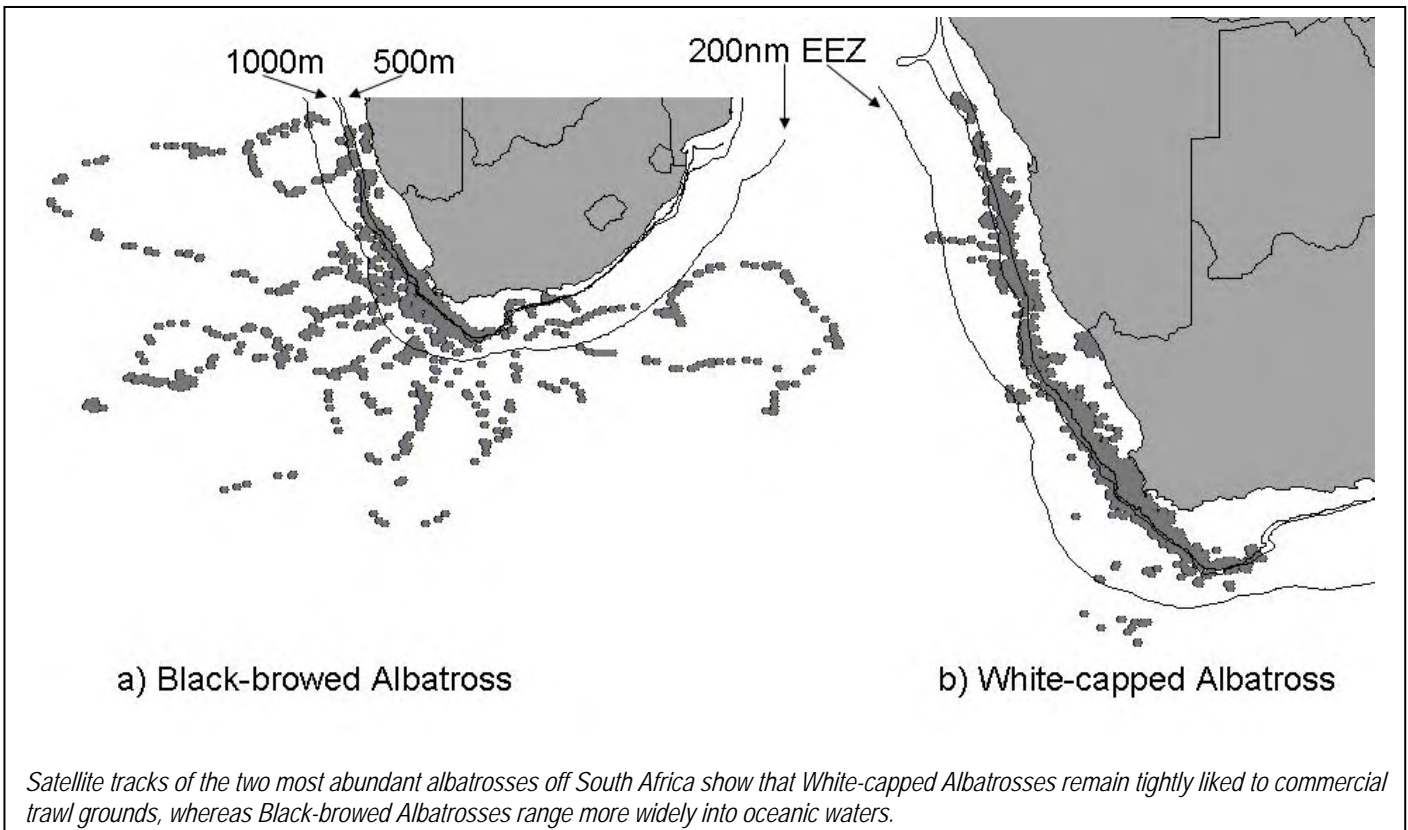 1000m 500m
200nm EEZ
a) Black-browed Albatross
b) White-capped Albatross
Satellite tracks of the two most abundant albatrosses off South Africa show that White-capped Albatrosses remain tightly liked to commercial
trawl grounds, whereas Black-browed Albatrosses range more widely into oceanic waters.